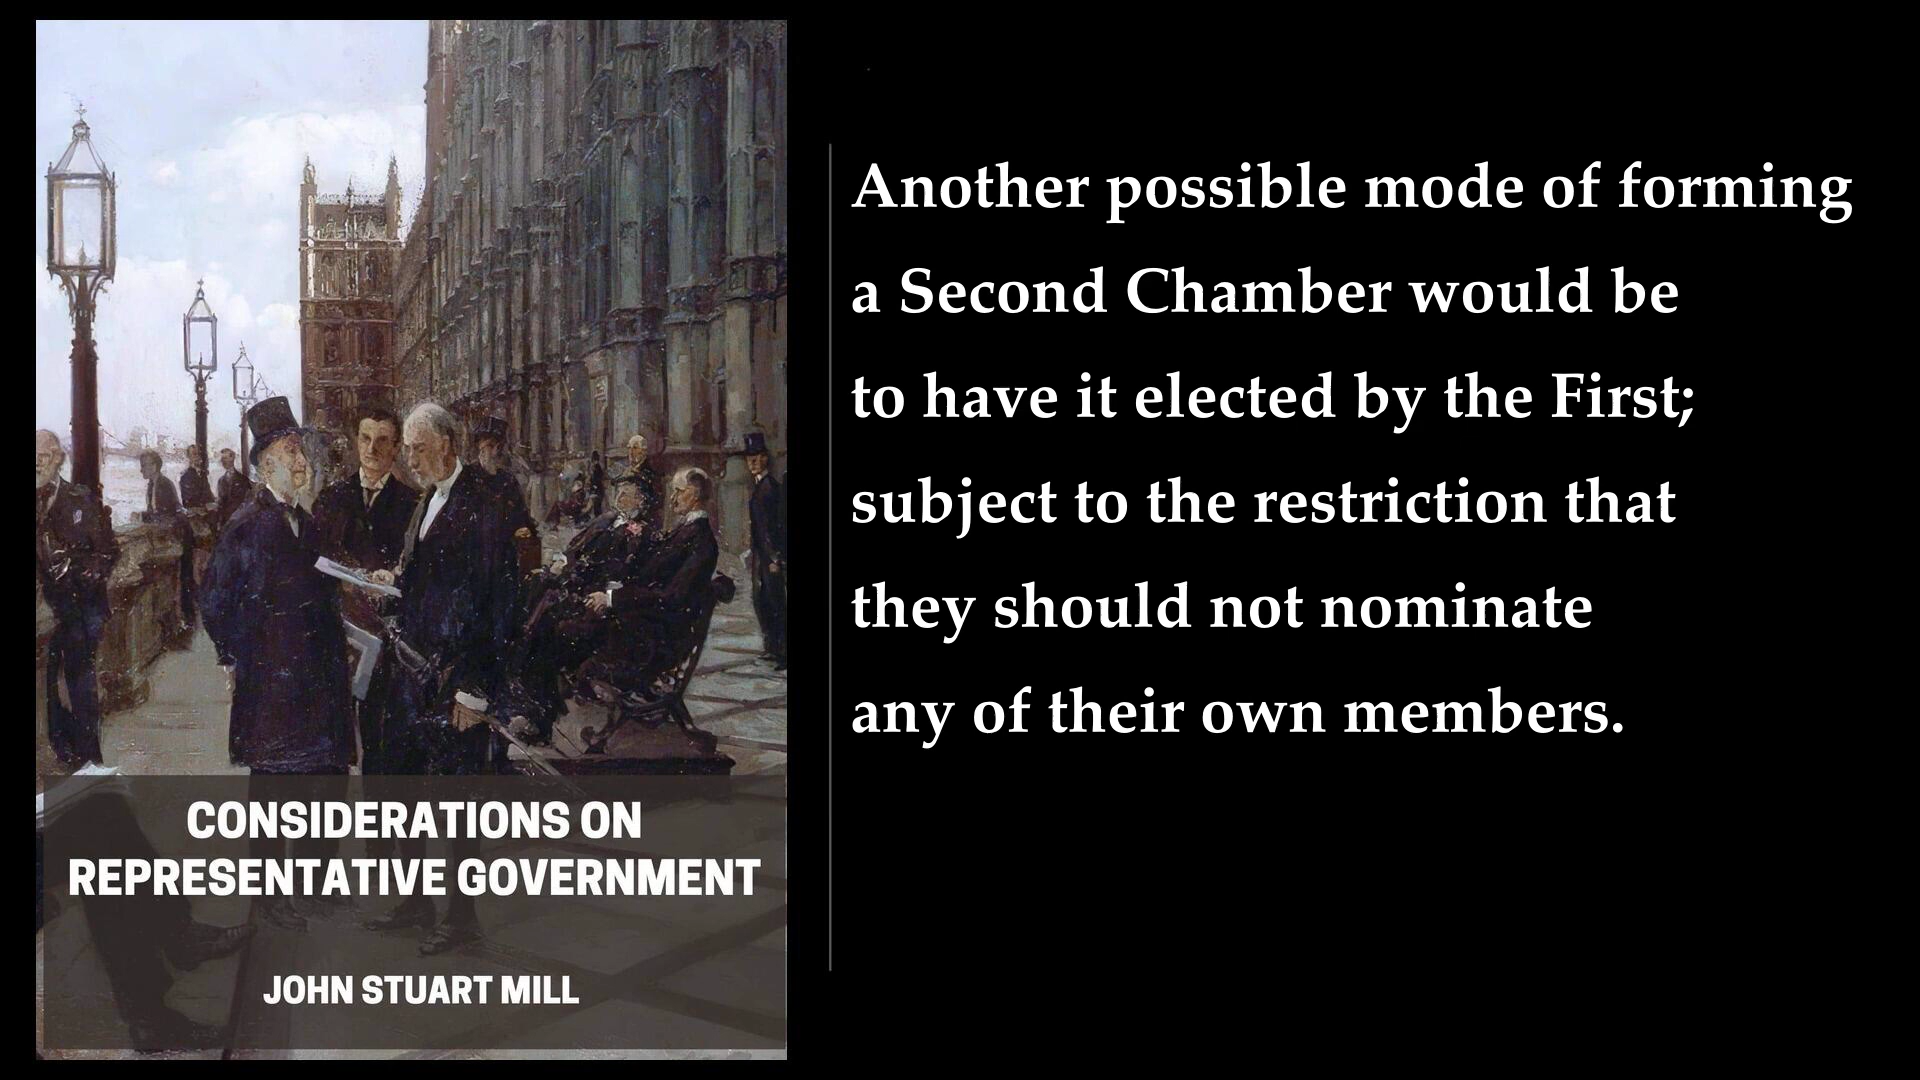 CONSIDERATIONS ON
REPRESENTATIVE GOVERNMENT
JOHN STUART MILL
Another possible mode of forming
a Second Chamber would be
to have it elected by the First;
subject to the restriction that
they should not nominate
any of their own members.